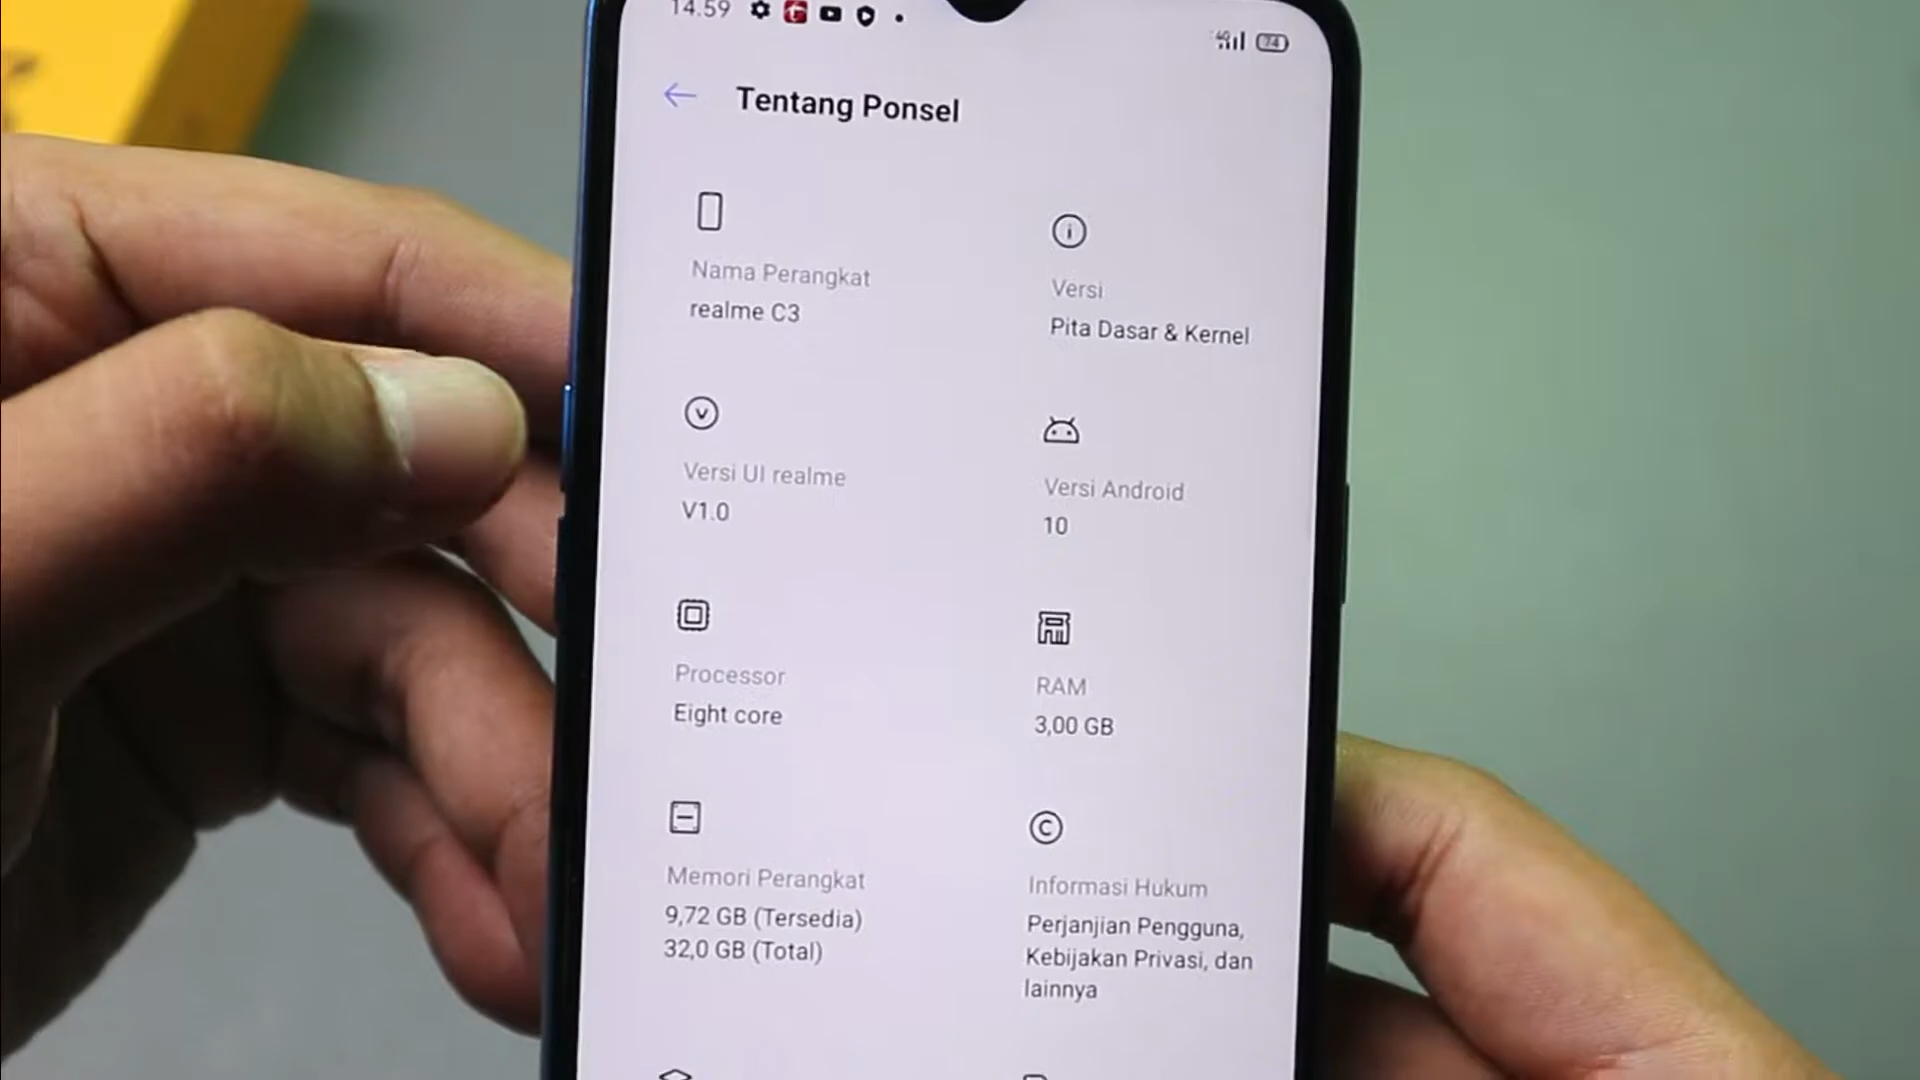 14.59
74
Tentang Ponsel
Nama Perangkat
realme C3
Versi
Pita Dasar & Kernel
Versi UI realme
V1.0
Versi Android
10
Processor
Eight core
RAM
3,00 GB
Memori Perangkat
9,72 GB (Tersedia)
32,0 GB (Total)
Informasi Hukum
Perjanjian Pengguna,
Kebijakan Privasi, dan
lainnya